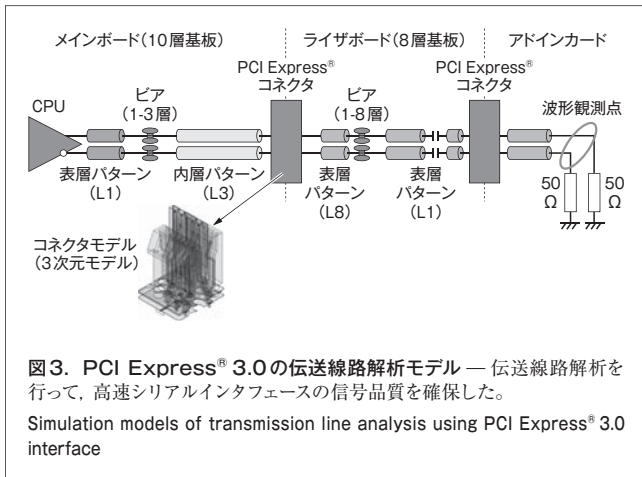 メインボード(10層基板)
ライザボード(8層基板)
アドインカード
PCI Express®
コネクタ
PCI Express®
コネクタ
CPU
ビア
(1-3層)
ビア
(1-8層)
波形観測点
表層パターン
(L1)
内層パターン
(L3)
表層
パターン
(L8)
表層
パターン
(L1)
50
Ω
50
Ω
コネクタモデル
(3次元モデル)
図3. PCI Express® 3.0の伝送線路解析モデル — 伝送線路解析を
行って,高速シリアルインタフェースの信号品質を確保した。
Simulation models of transmission line analysis using PCI Express® 3.0
interface